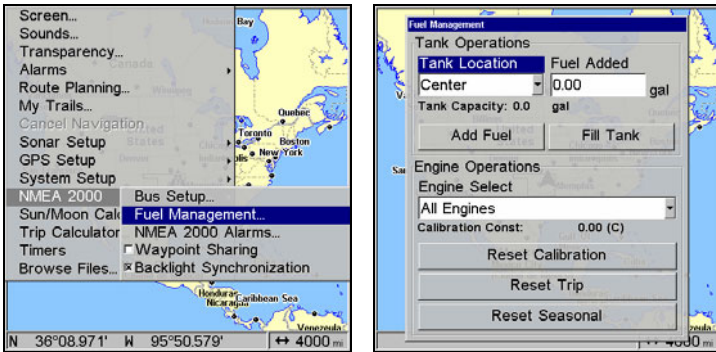 Screen...
Sounds...
Transparency...
Alarms
Route Planning...
My Trails...
Cancel Navigation
Sonar Setup
GPS Setup
System Setup
NMEA 2000
Sun/Moon Calc
Trip Calculator
Timers
Browse Files...
Bus Setup...
Fuel Management...
NMEA 2000 Alarms...
Waypoint Sharing
Backlight Synchronization
Bay
Canada
Quebec
Toronto
Boston
New York
United States
Honduras
Nicaragua
Caribbean Sea
Venezuela
N 36°08.971' W 95°50.579' ↔ 4000 mi
Fuel Management
Tank Operations
Tank Location Fuel Added
Center 0.00 gal
Tank Capacity: 0.0 gal
Add Fuel Fill Tank
Engine Operations
Engine Select
All Engines
Calibration Const: 0.00 (C)
Reset Calibration
Reset Trip
Reset Seasonal
4000 mi